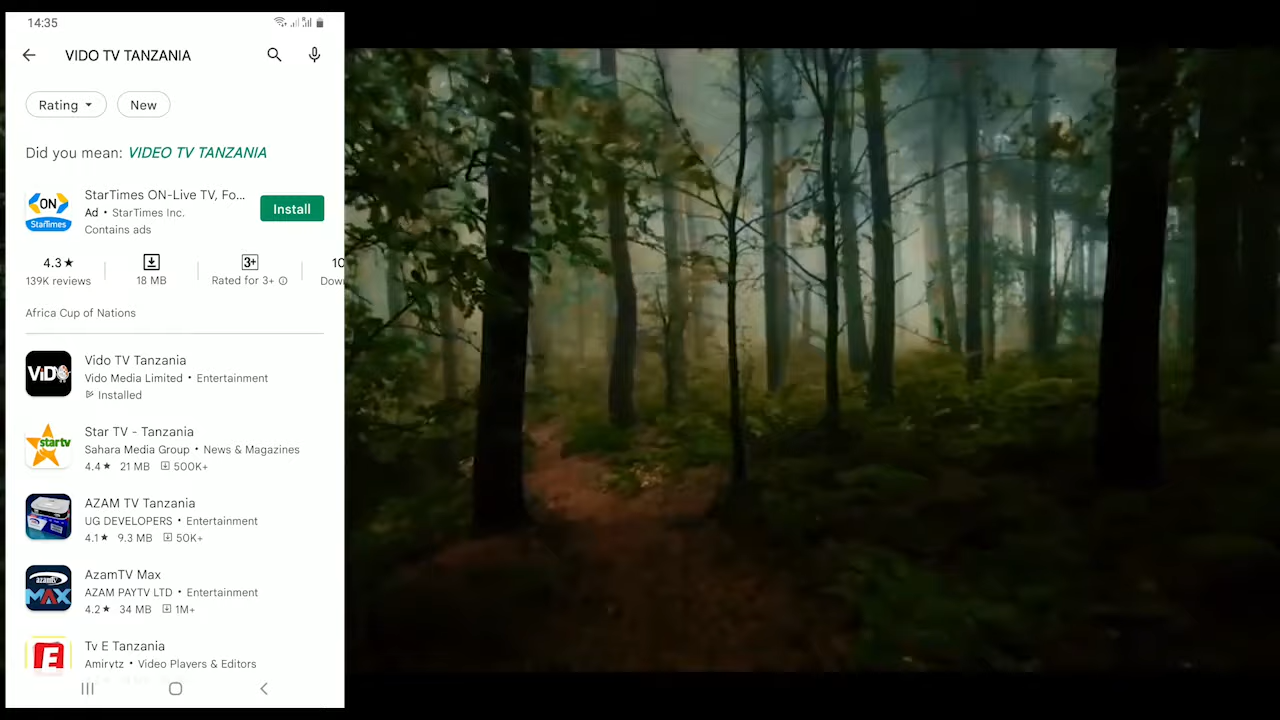 14:35
VIDO TV TANZANIA
Rating
New
Did you mean: VIDEO TV TANZANIA
ON
StarTimes
StarTimes ON-Live TV, Fo...
Ad • StarTimes Inc.
Contains ads
Install
4.3★
139K reviews
18 MB
3+
Rated for 3+
10
Dow
Africa Cup of Nations
ViDO
Vido TV Tanzania
Vido Media Limited • Entertainment
Installed
startv
Star TV - Tanzania
Sahara Media Group • News & Magazines
4.4★ 21 MB 500K+
AZAM TV Tanzania
UG DEVELOPERS • Entertainment
4.1★ 9.3 MB 50K+
azamtv
MAX
AzamTV Max
AZAM PAYTV LTD • Entertainment
4.2★ 34 MB 1M+
Tv E Tanzania
Amirvtz • Video Players & Editors